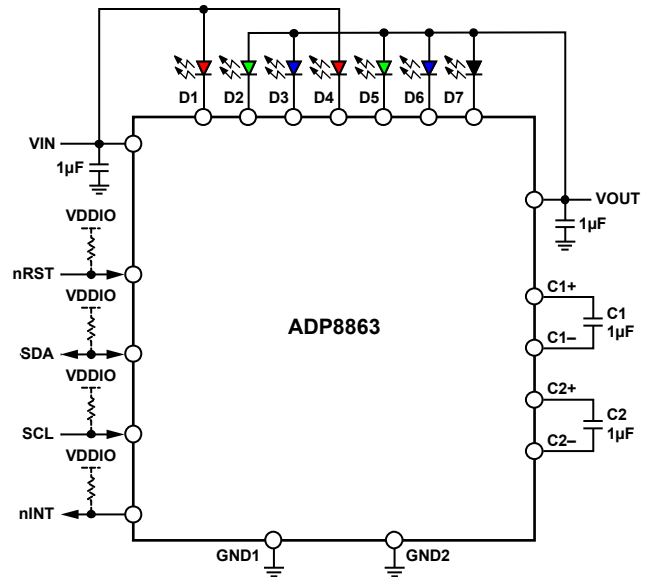 D1 D2 D3 D4 D5 D6 D7
VIN
1µF
VOUT
1µF
VDDIO
nRST
VDDIO
SDA
VDDIO
SCL
VDDIO
nINT
ADP8863
C1+
C1
1µF
C1–
C2+
C2
1µF
C2–
GND1
GND2